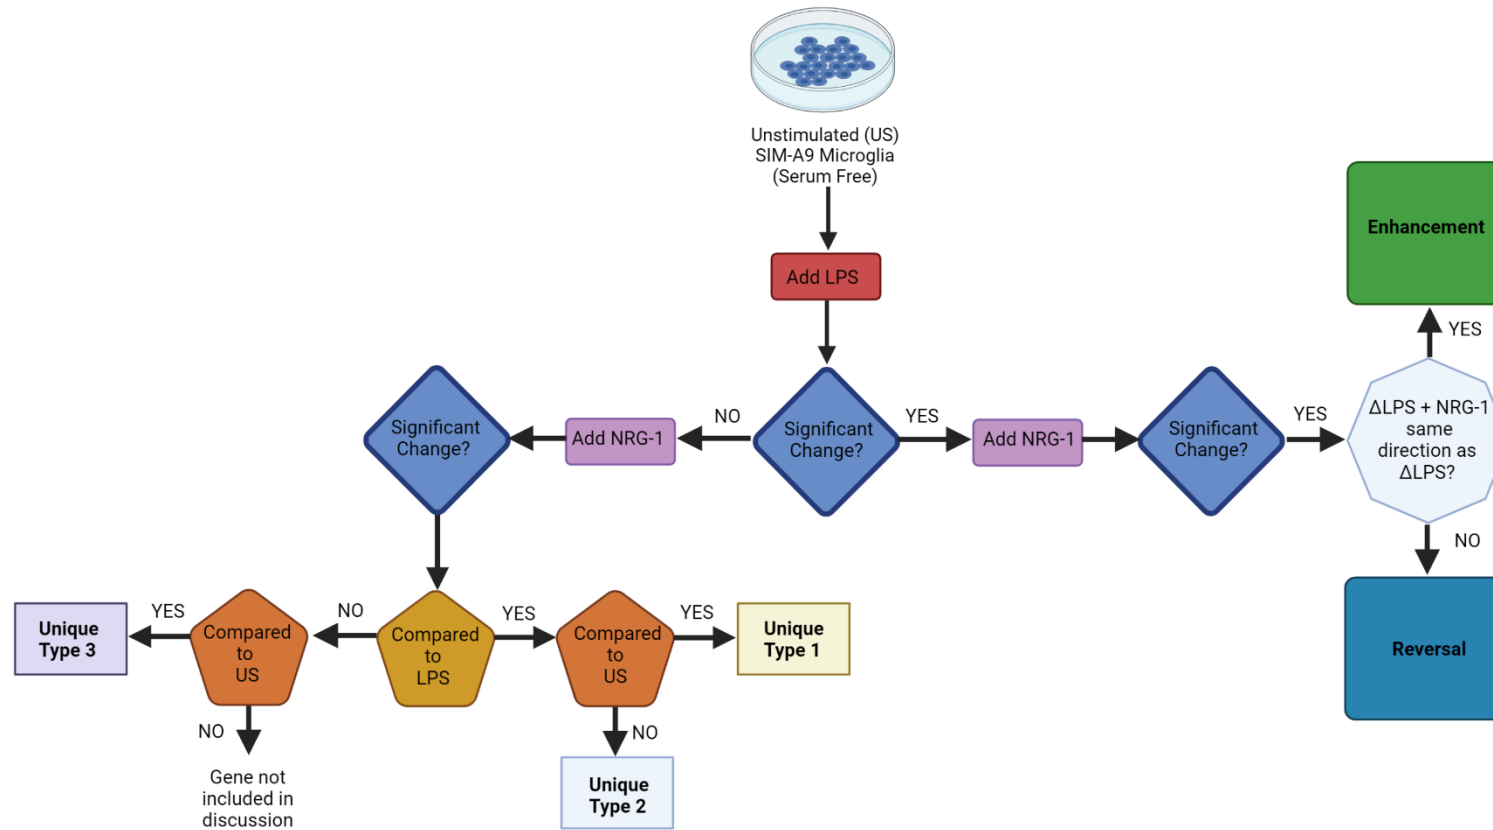 Unstimulated (US)
SIM-A9 Microglia
(Serum Free)
Add LPS
Enhancement
YES
Significant
Change?
Add NRG-1
NO
Significant
Change?
YES
Add NRG-1
Significant
Change?
YES
ΔLPS + NRG-1
same
direction as
ΔLPS?
NO
Reversal
Unique
Type 3
YES
Compared
to
US
NO
Compared
to
LPS
YES
Compared
to
US
YES
Unique
Type 1
NO
Gene not
included in
discussion
NO
Unique
Type 2